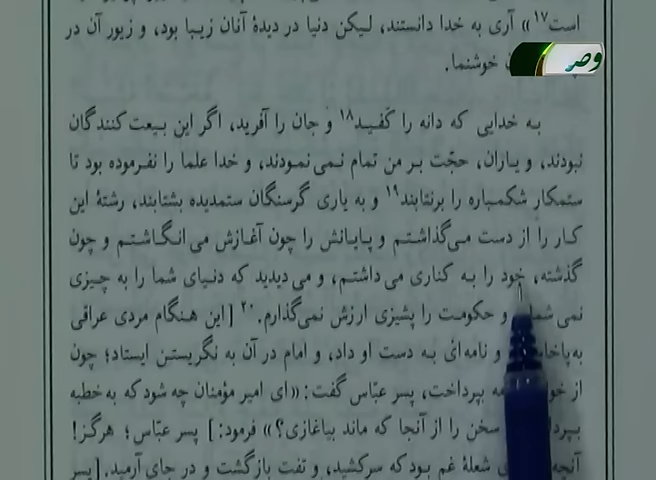 است۱۷» آری به خدا دانستند، لیکن دنیا در دیدهٔ آنان زیبا بود، و زیور آن در
خوشنما.
به خدایی که دانه را کَفید۱۸ و جان را آفرید، اگر این بیعت‌کنندگان
نبودند، و یاران، حجّت بر من تمام نمی‌نمودند، و خدا علما را نفرموده بود تا
ستمکار شکمباره را برنتابند۱۹ و به یاری گرسنگان ستمدیده بشتابند، رشتهٔ این
کار را از دست می‌گذاشتم و پایانش را چون آغازش می‌انگاشتم و چون
گذشته، خود را به کناری می‌داشتم، و می‌دیدید که دنیای شما را به چیزی
نمی و حکومت را پشیزی ارزش نمی‌گذارم.۲۰ [این هنگام مردی عراقی
و نامه‌ای به دست او داد، و امام در آن به نگریستن ایستاد؛ چون
از بپرداخت، پسر عبّاس گفت: «ای امیر مؤمنان چه شود که به خطبه
سخن را از آنجا که ماند بیاغازی؟» فرمود:] پسر عبّاس؛ هرگز!
شعلهٔ غم بود که سرکشید، و تفت بازگشت و در جای آرمید. [پسر